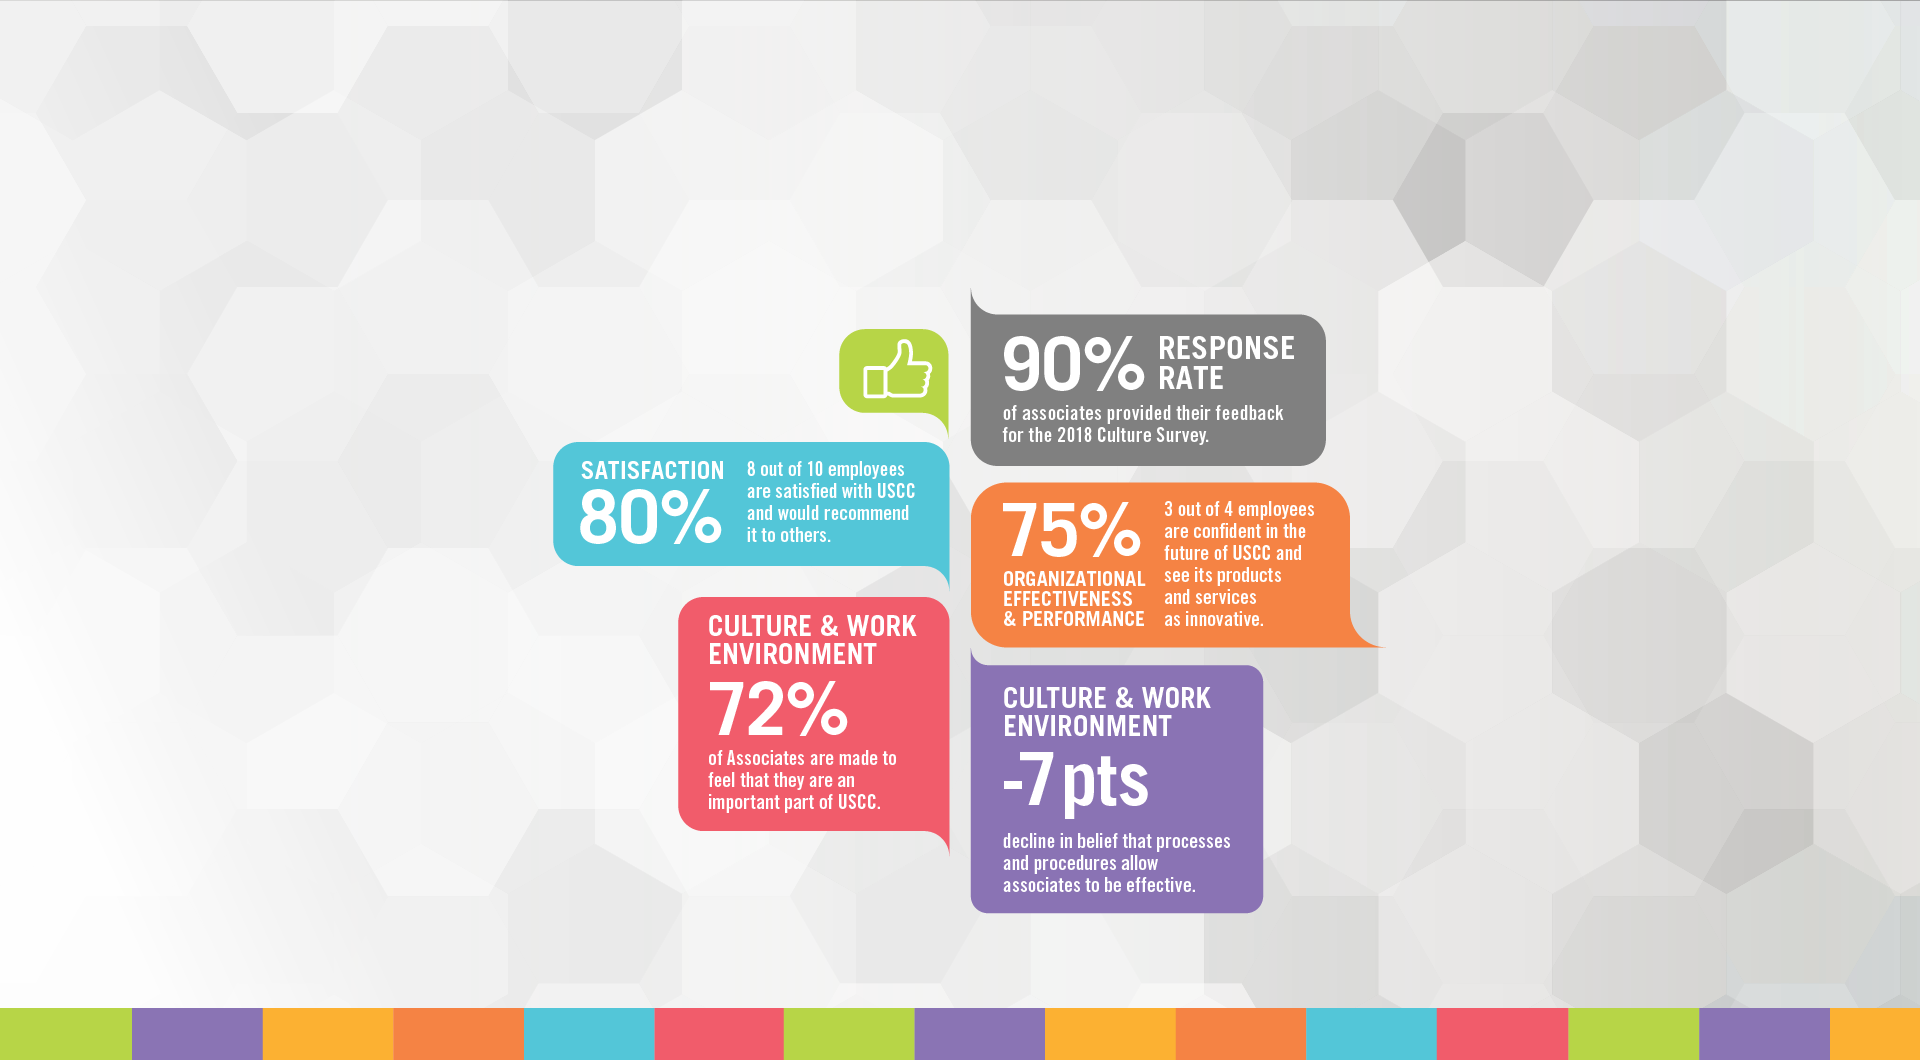 90%
RESPONSE
RATE
of associates provided their feedback
for the 2018 Culture Survey.
SATISFACTION
80%
8 out of 10 employees
are satisfied with USCC
and would recommend
it to others.
75%
ORGANIZATIONAL
EFFECTIVENESS
& PERFORMANCE
3 out of 4 employees
are confident in the
future of USCC and
see its products
and services
as innovative.
CULTURE & WORK
ENVIRONMENT
72%
of Associates are made to
feel that they are an
important part of USCC.
CULTURE & WORK
ENVIRONMENT
-7 pts
decline in belief that processes
and procedures allow
associates to be effective.